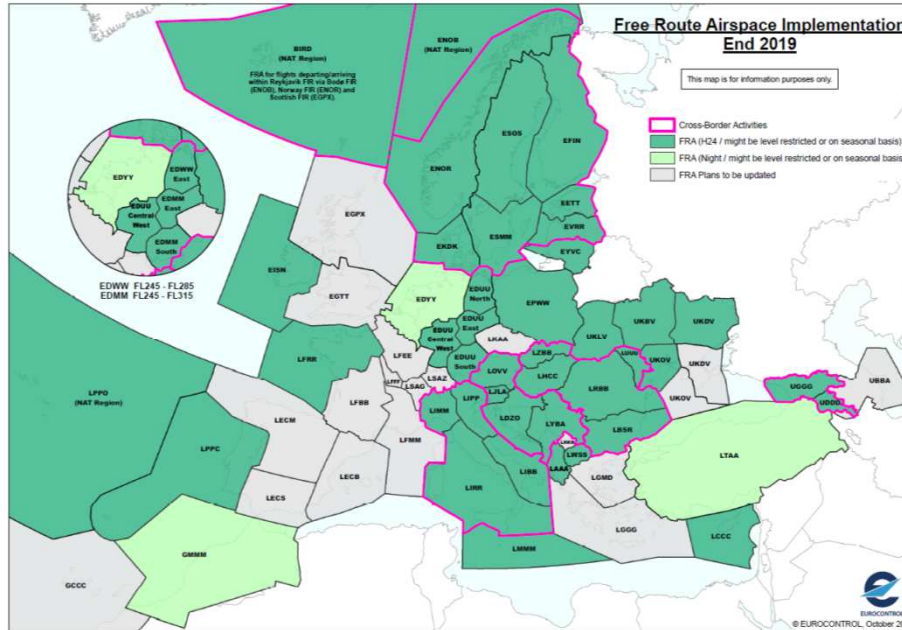 Free Route Airspace Implementation
End 2019
This map is for information purposes only.
Cross-Border Activities
FRA (H24 / might be level restricted or on seasonal basis)
FRA (Night / might be level restricted or on seasonal basis
FRA Plans to be updated
BIRD
(NAT Region)
FRA for flights departing/arriving
within Reykjavik FIR via Bodø FIR
(ENOB), Norway FIR (ENOR) and
Scottish FIR (EGPX).
ENOB
(NAT Region)
ESOS
EFIN
ENOR
EETT
EVRR
EYVC
ESMM
EKDK
EGPX
EISN
EGTT
EDYY
EDWW
East
EDMM
East
EDUU
Central
West
EDMM
South
EDWW FL245 - FL285
EDMM FL245 - FL315
EDYY
EDUU
North
EDUU
East
EDUU
Central
West
EDUU
South
EPWW
LKAA
UKLV
UKBV
UKDV
UKDV
UKOV
UKOV
LZBB
LOVV
LHCC
LRBB
LJLA
LDZO
LYBA
LBSR
LWSS
LAAA
LFRR
LFEE
LFFF
LSAG
LSAZ
LFBB
LFMM
LIMM
LIPP
LIRR
LIBB
LPPO
(NAT Region)
LPPC
LECM
LECS
LECB
GMMM
GCCC
LMMM
LGMD
LGGG
LTAA
LCCC
UGGG
UDDD
UBBA
EUROCONTROL
© EUROCONTROL, October 20